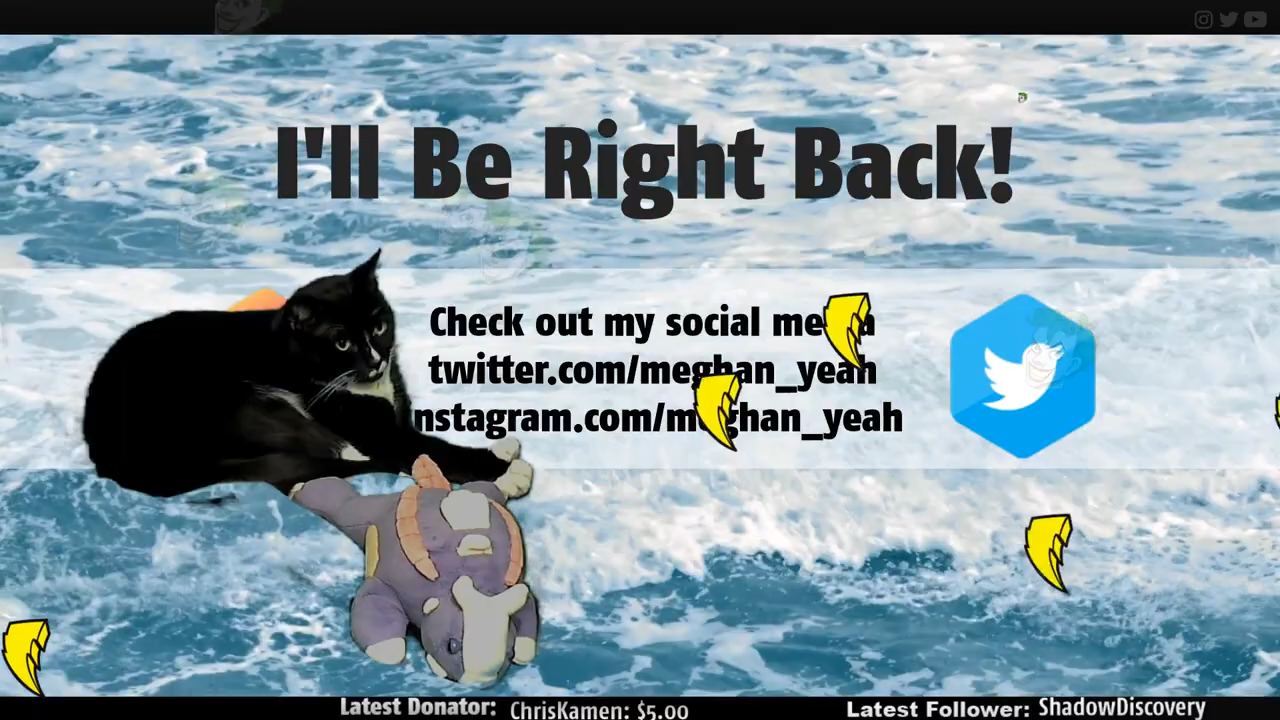 I'll Be Right Back!
Check out my social
twitter.com/meghan_yeah
nstagram.com/meghan_yeah
Latest Donator: ChrisKamen: $5.00
Latest Follower: ShadowDiscovery